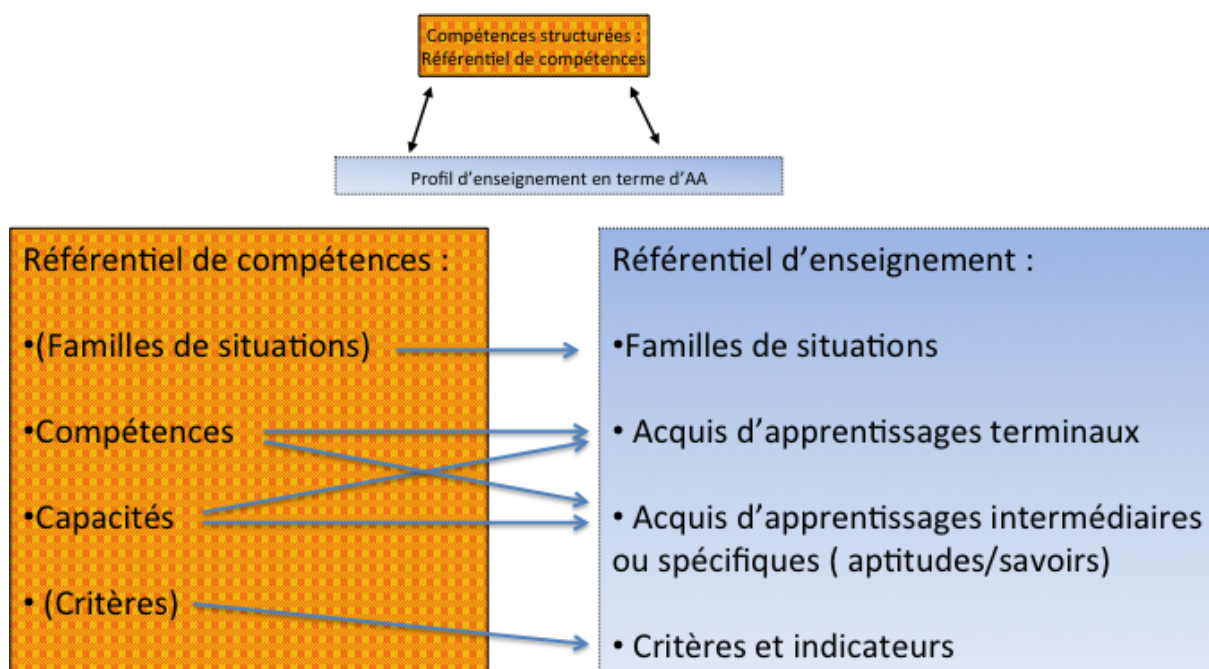 Compétences structurées :
Référentiel de compétences
Profil d'enseignement en terme d'AA
Référentiel de compétences :
•(Familles de situations)
•Compétences
•Capacités
• (Critères)
Référentiel d'enseignement :
•Familles de situations
• Acquis d'apprentissages terminaux
• Acquis d'apprentissages intermédiaires
ou spécifiques ( aptitudes/savoirs)
• Critères et indicateurs